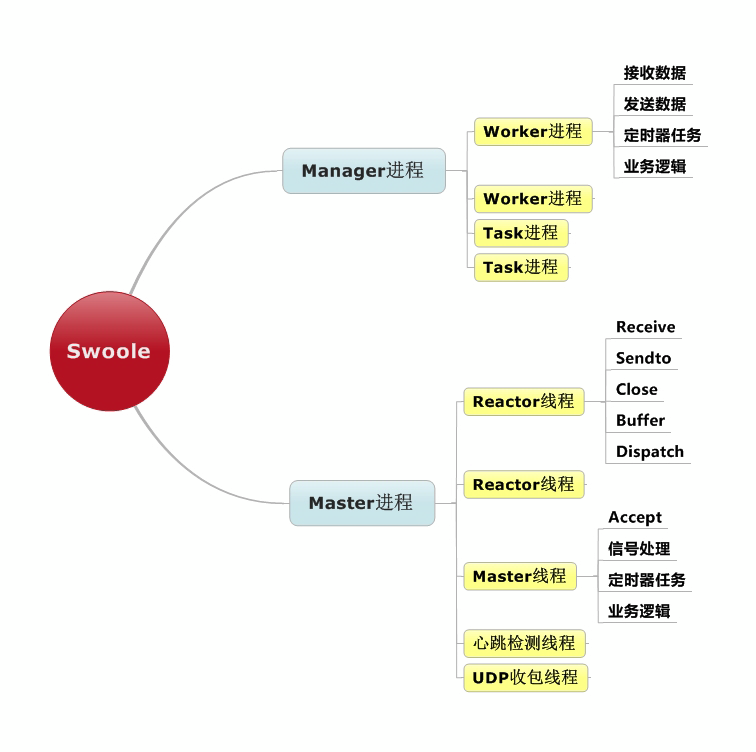 Swoole
Manager进程
Worker进程
接收数据
发送数据
定时器任务
业务逻辑
Worker进程
Task进程
Task进程
Master进程
Reactor线程
Receive
Sendto
Close
Buffer
Dispatch
Reactor线程
Master线程
Accept
信号处理
定时器任务
业务逻辑
心跳检测线程
UDP收包线程